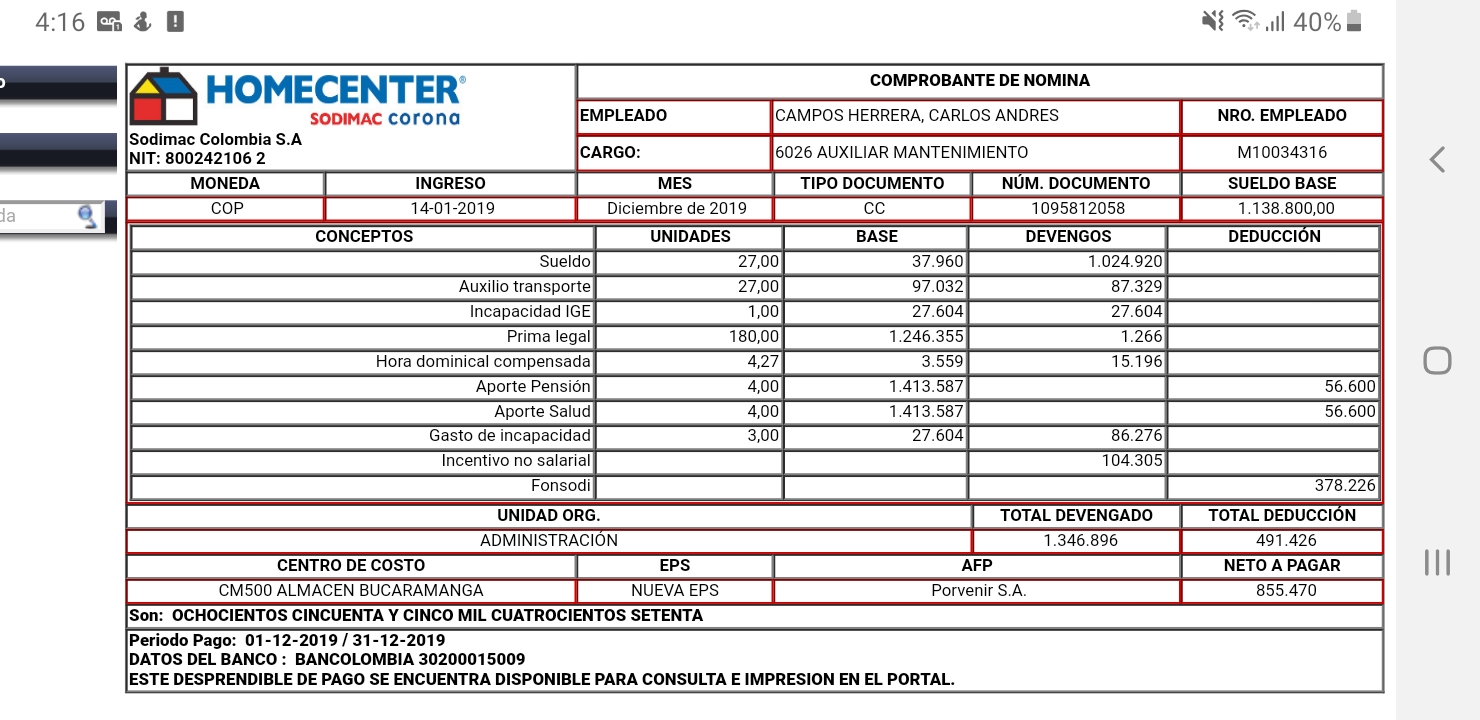 4:16
40%
o
da
HOMECENTER®
SODIMAC corona
Sodimac Colombia S.A
NIT: 800242106 2
COMPROBANTE DE NOMINA
EMPLEADO CAMPOS HERRERA, CARLOS ANDRES NRO. EMPLEADO
CARGO: 6026 AUXILIAR MANTENIMIENTO M10034316
MONEDA INGRESO MES TIPO DOCUMENTO NÚM. DOCUMENTO SUELDO BASE
COP 14-01-2019 Diciembre de 2019 CC 1095812058 1.138.800,00
CONCEPTOS UNIDADES BASE DEVENGOS DEDUCCIÓN
Sueldo 27,00 37.960 1.024.920
Auxilio transporte 27,00 97.032 87.329
Incapacidad IGE 1,00 27.604 27.604
Prima legal 180,00 1.246.355 1.266
Hora dominical compensada 4,27 3.559 15.196
Aporte Pensión 4,00 1.413.587 56.600
Aporte Salud 4,00 1.413.587 56.600
Gasto de incapacidad 3,00 27.604 86.276
Incentivo no salarial 104.305
Fonsodi 378.226
UNIDAD ORG. TOTAL DEVENGADO TOTAL DEDUCCIÓN
ADMINISTRACIÓN 1.346.896 491.426
CENTRO DE COSTO EPS AFP NETO A PAGAR
CM500 ALMACEN BUCARAMANGA NUEVA EPS Porvenir S.A. 855.470
Son: OCHOCIENTOS CINCUENTA Y CINCO MIL CUATROCIENTOS SETENTA
Periodo Pago: 01-12-2019 / 31-12-2019
DATOS DEL BANCO : BANCOLOMBIA 30200015009
ESTE DESPRENDIBLE DE PAGO SE ENCUENTRA DISPONIBLE PARA CONSULTA E IMPRESION EN EL PORTAL.